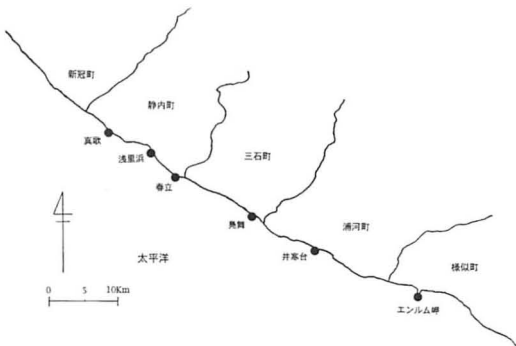 新冠町
静内町
真歌
浅里浜
三石町
春立
鳧舞
浦河町
井寒台
太平洋
様似町
0 5 10Km
エンルム岬